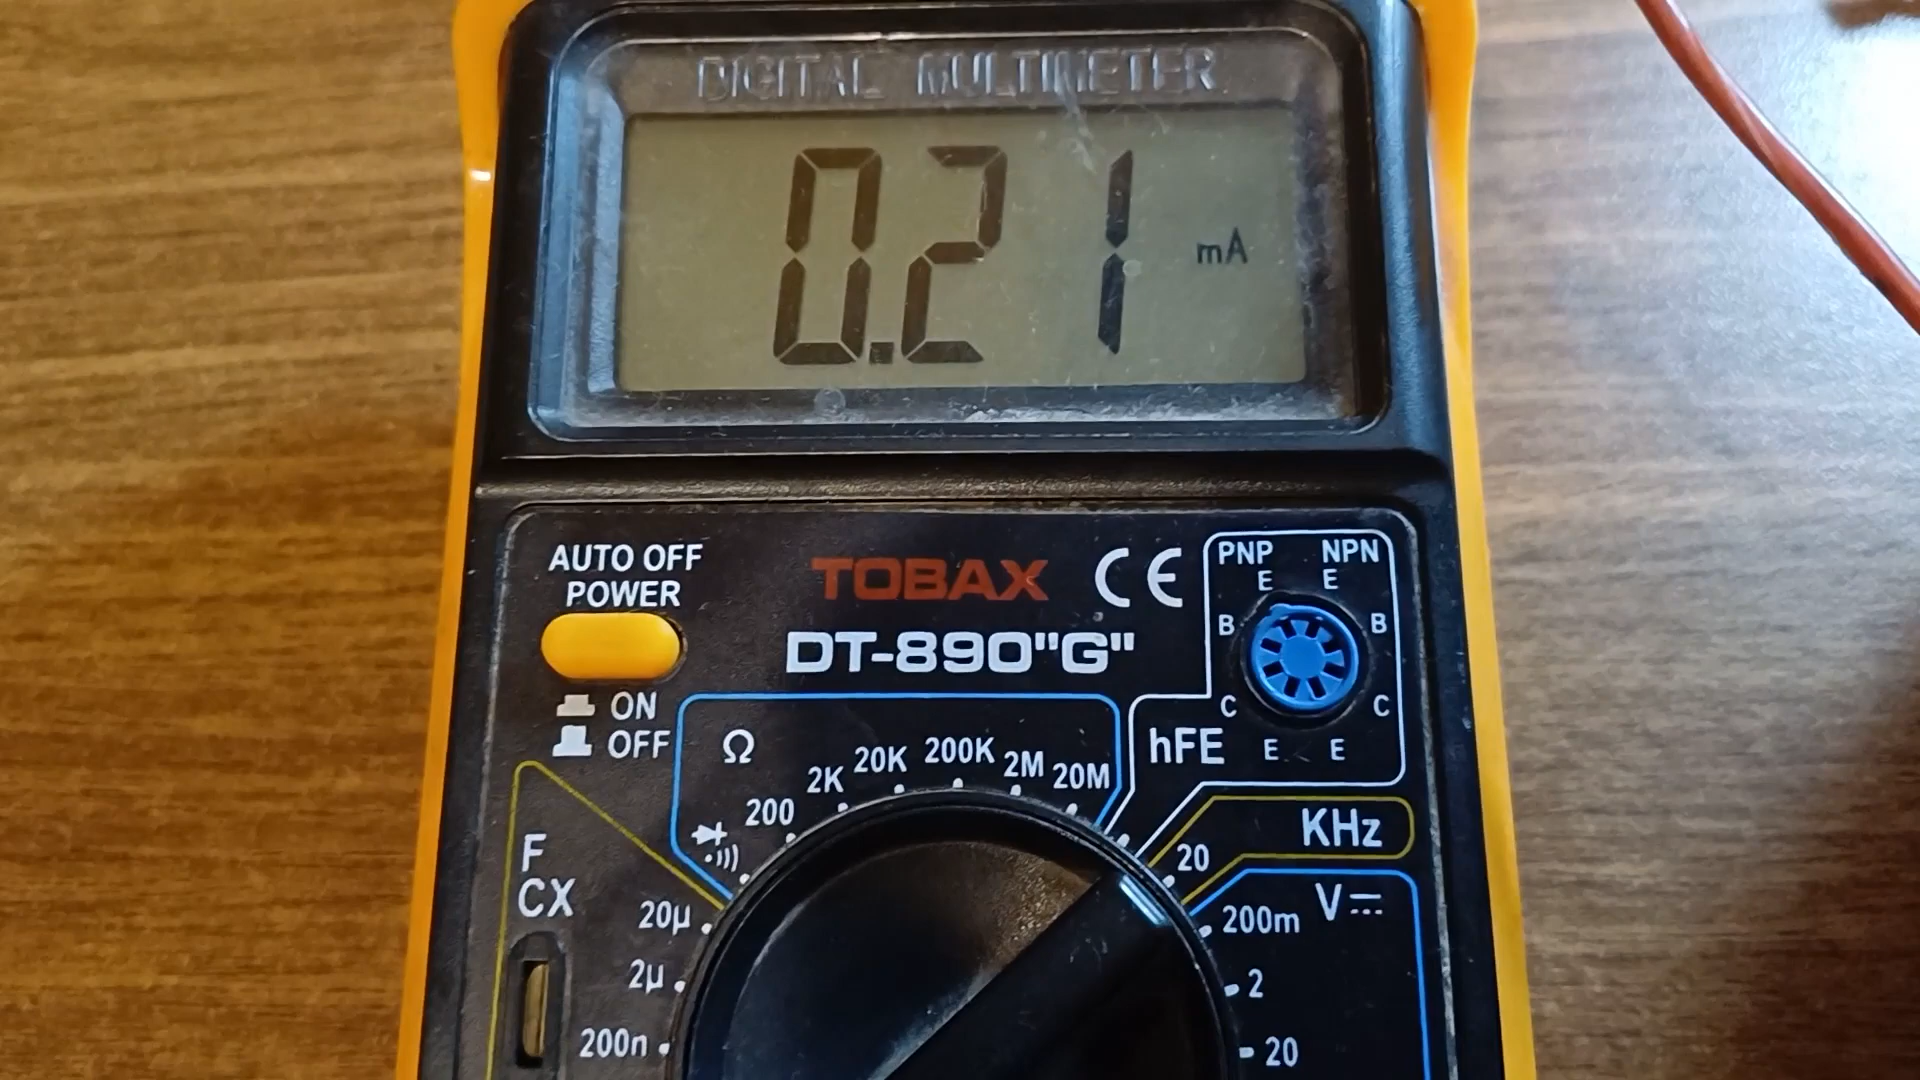 DIGITAL MULTIMETER
0.21 mA
AUTO OFF
POWER
TOBAX CE
DT-890"G"
PNP NPN
E E
B B
C C
E E
hFE
ON
OFF
Ω
200 2K 20K 200K 2M 20M
KHz
20
F
CX
20µ
2µ
200n
V
200m
2
20